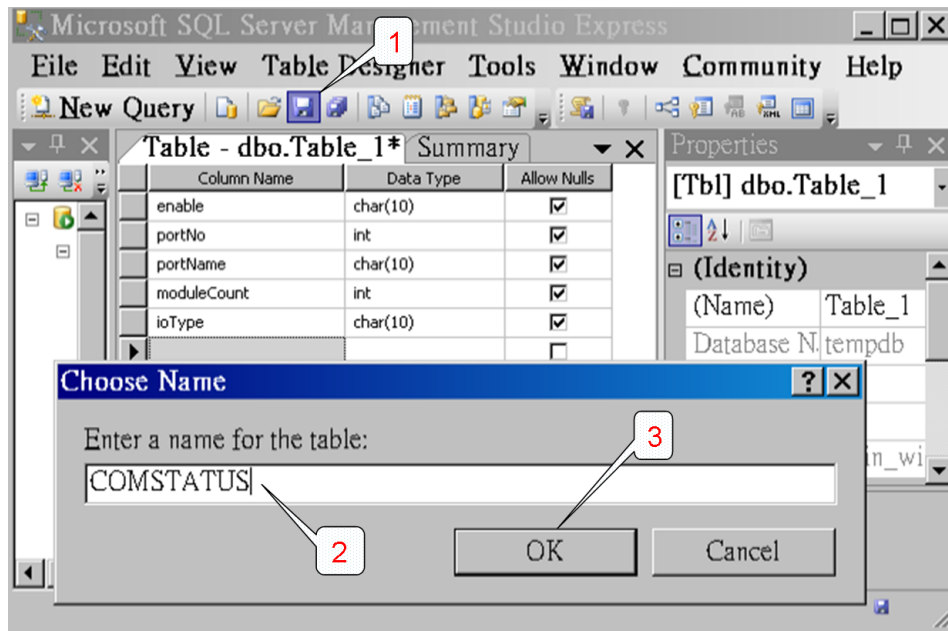 Microsoft SQL Server Management Studio Express
1
File Edit View Table Designer Tools Window Community Help
New Query
Table - dbo.Table_1* Summary
Properties
Column Name Data Type Allow Nulls
[Tbl] dbo.Table_1
enable char(10)
portNo int
portName char(10)
(Identity)
moduleCount int
(Name) Table_1
ioType char(10)
Database N. tempdb
Choose Name
Enter a name for the table:
3
COMSTATUS
2
OK Cancel